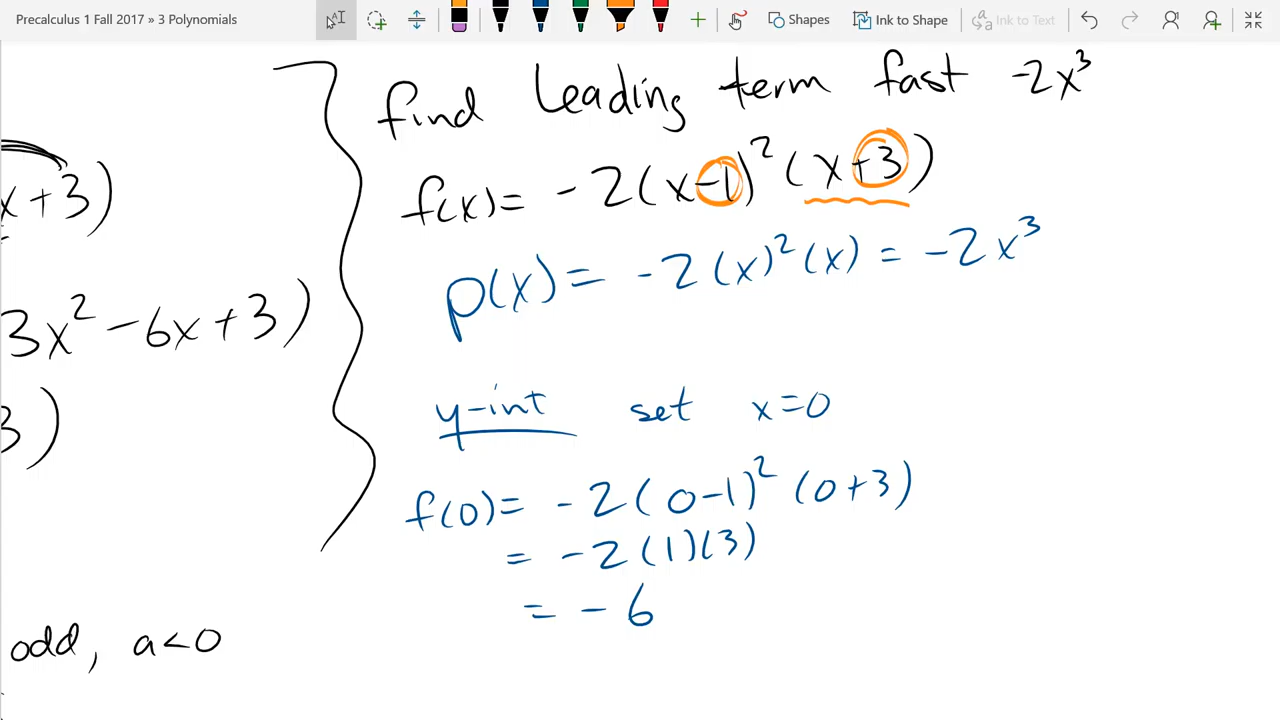 Precalculus 1 Fall 2017 » 3 Polynomials
Shapes
Ink to Shape
Ink to Text
x+3)
3x² -6x+3)
3)
odd, a<0
find leading term fast -2x³
f(x)= -2(x-1)²(x+3)
p(x)= -2(x)²(x) = -2x³
y-int set x=0
f(0)= -2(0-1)² (0+3)
= -2(1)(3)
= -6